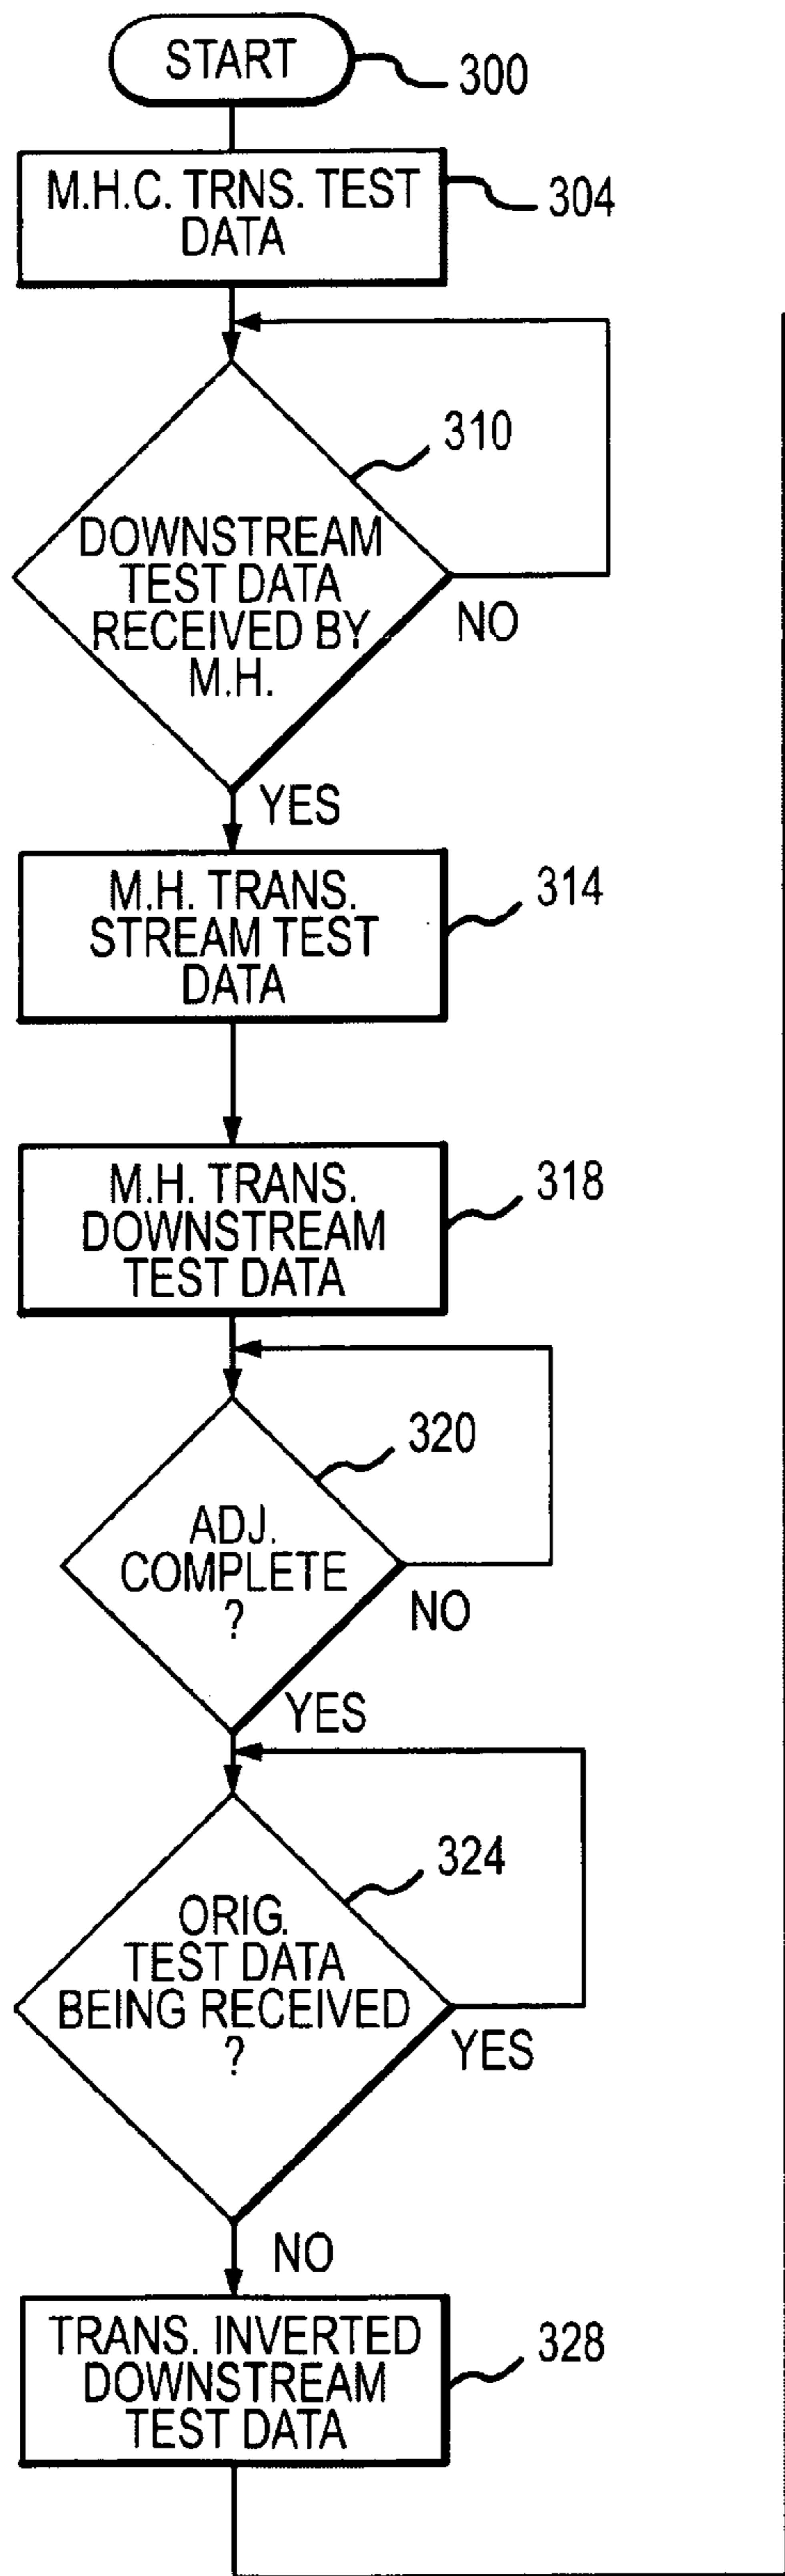 START
300
M.H.C. TRNS. TEST
DATA
304
310
DOWNSTREAM
TEST DATA
RECEIVED BY
M.H.
NO
YES
M.H. TRANS.
STREAM TEST
DATA
314
M.H. TRANS.
DOWNSTREAM
TEST DATA
318
320
ADJ.
COMPLETE
?
NO
YES
324
ORIG.
TEST DATA
BEING RECEIVED
?
YES
NO
TRANS. INVERTED
DOWNSTREAM
TEST DATA
328